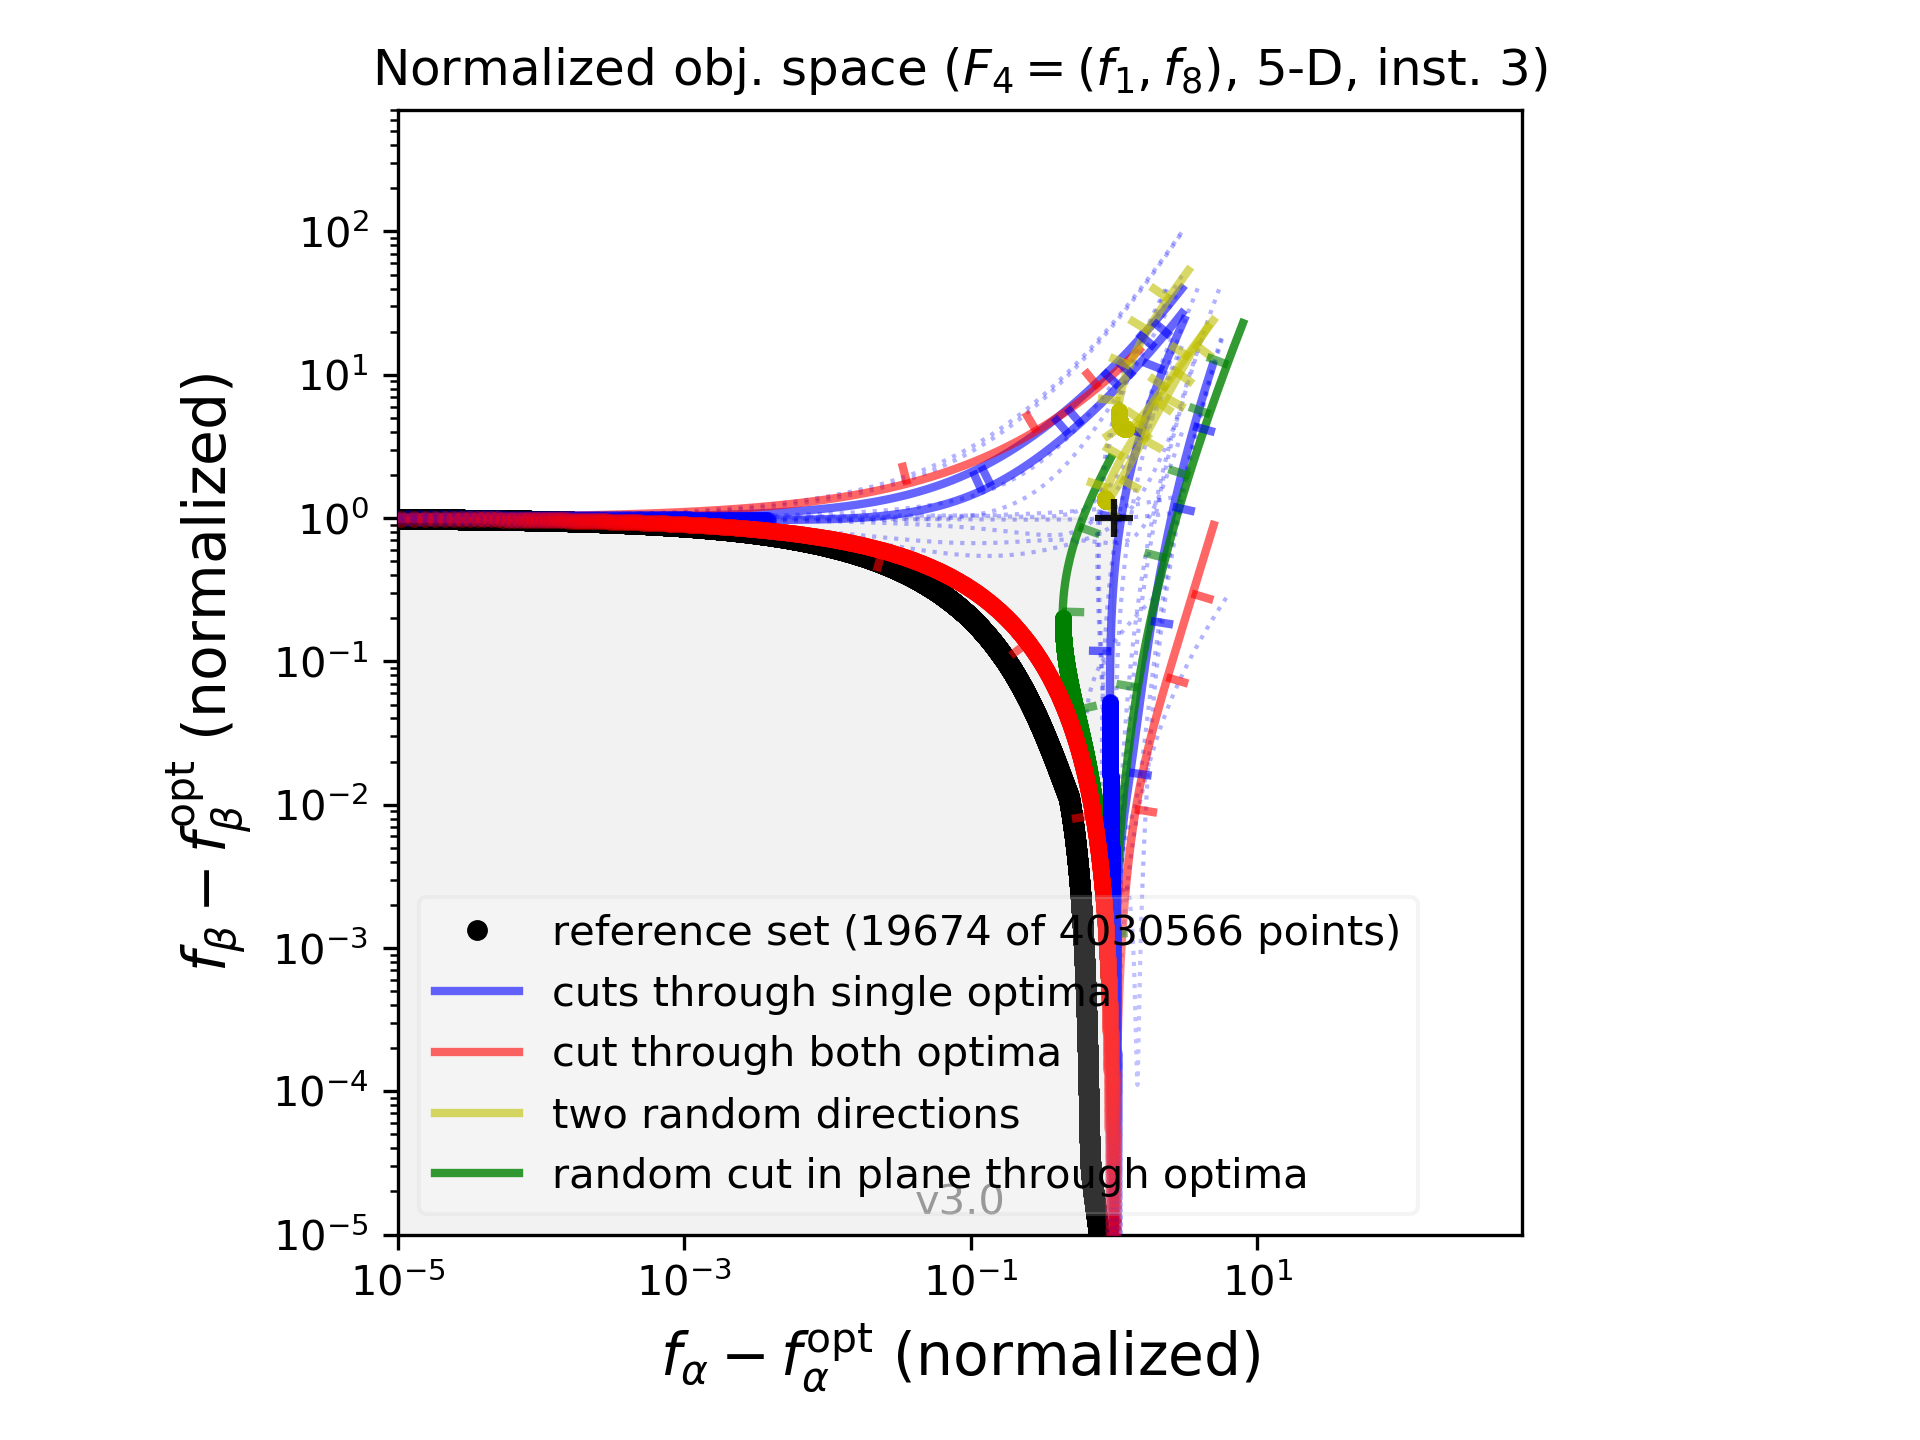 Normalized obj. space (F₄ = (f₁, f₈), 5-D, inst. 3)
10²
10¹
10⁰
10⁻¹
10⁻²
10⁻³
10⁻⁴
10⁻⁵
f_β − f_β^opt (normalized)
reference set (19674 of 4030566 points)
cuts through single optima
cut through both optima
two random directions
random cut in plane through optima
v3.0
10⁻⁵ 10⁻³ 10⁻¹ 10¹
f_α − f_α^opt (normalized)